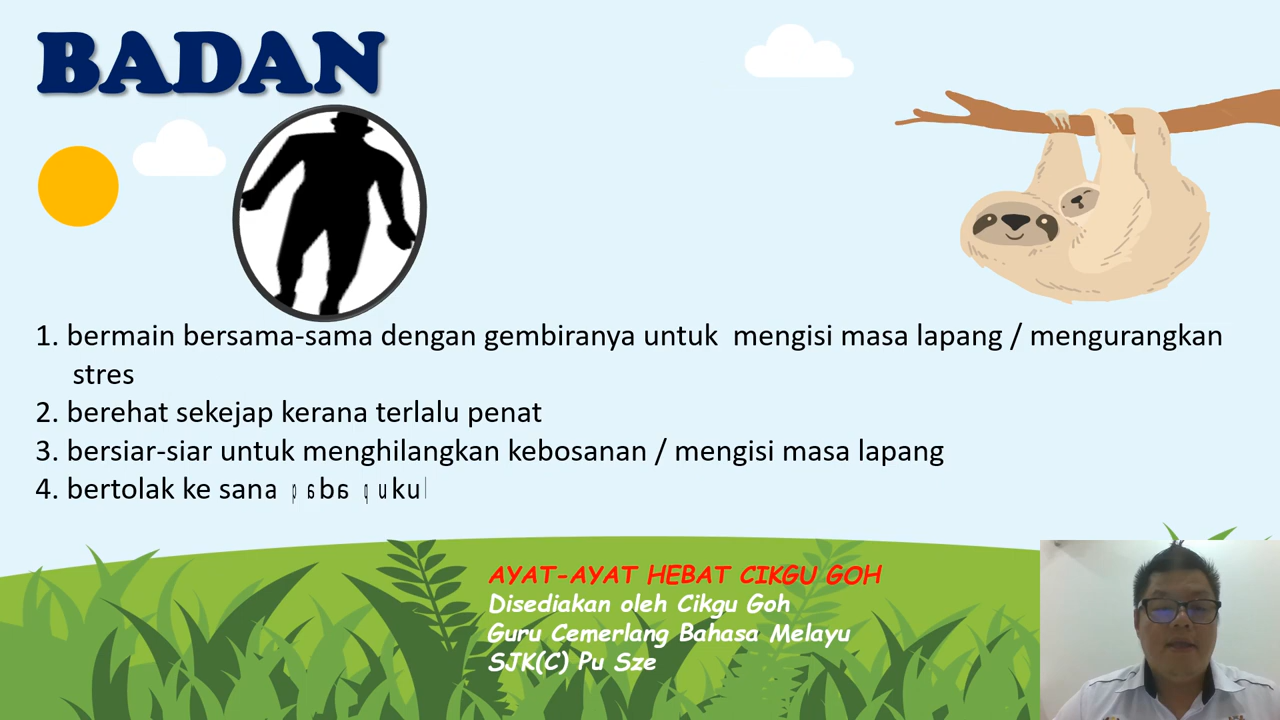 BADAN
1. bermain bersama-sama dengan gembiranya untuk mengisi masa lapang / mengurangkan
stres
2. berehat sekejap kerana terlalu penat
3. bersiar-siar untuk menghilangkan kebosanan / mengisi masa lapang
4. bertolak ke sana
AYAT-AYAT HEBAT CIKGU GOH
Disediakan oleh Cikgu Goh
Guru Cemerlang Bahasa Melayu
SJK(C) Pu Sze